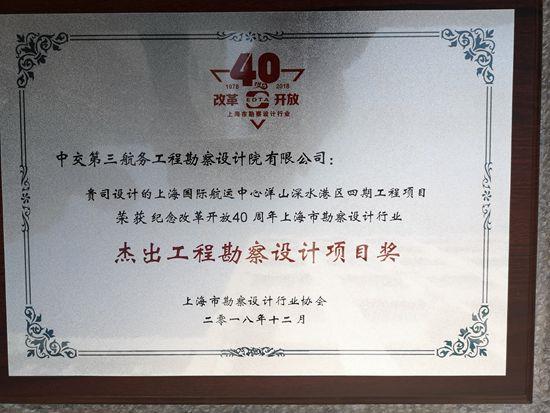 40
1978 2018
改革 EDTA 开放
上海市勘察设计行业
中交第三航务工程勘察设计院有限公司：
贵司设计的上海国际航运中心洋山深水港区四期工程项目
荣获纪念改革开放40周年上海市勘察设计行业
杰出工程勘察设计项目奖
上海市勘察设计行业协会
二零一八年十二月